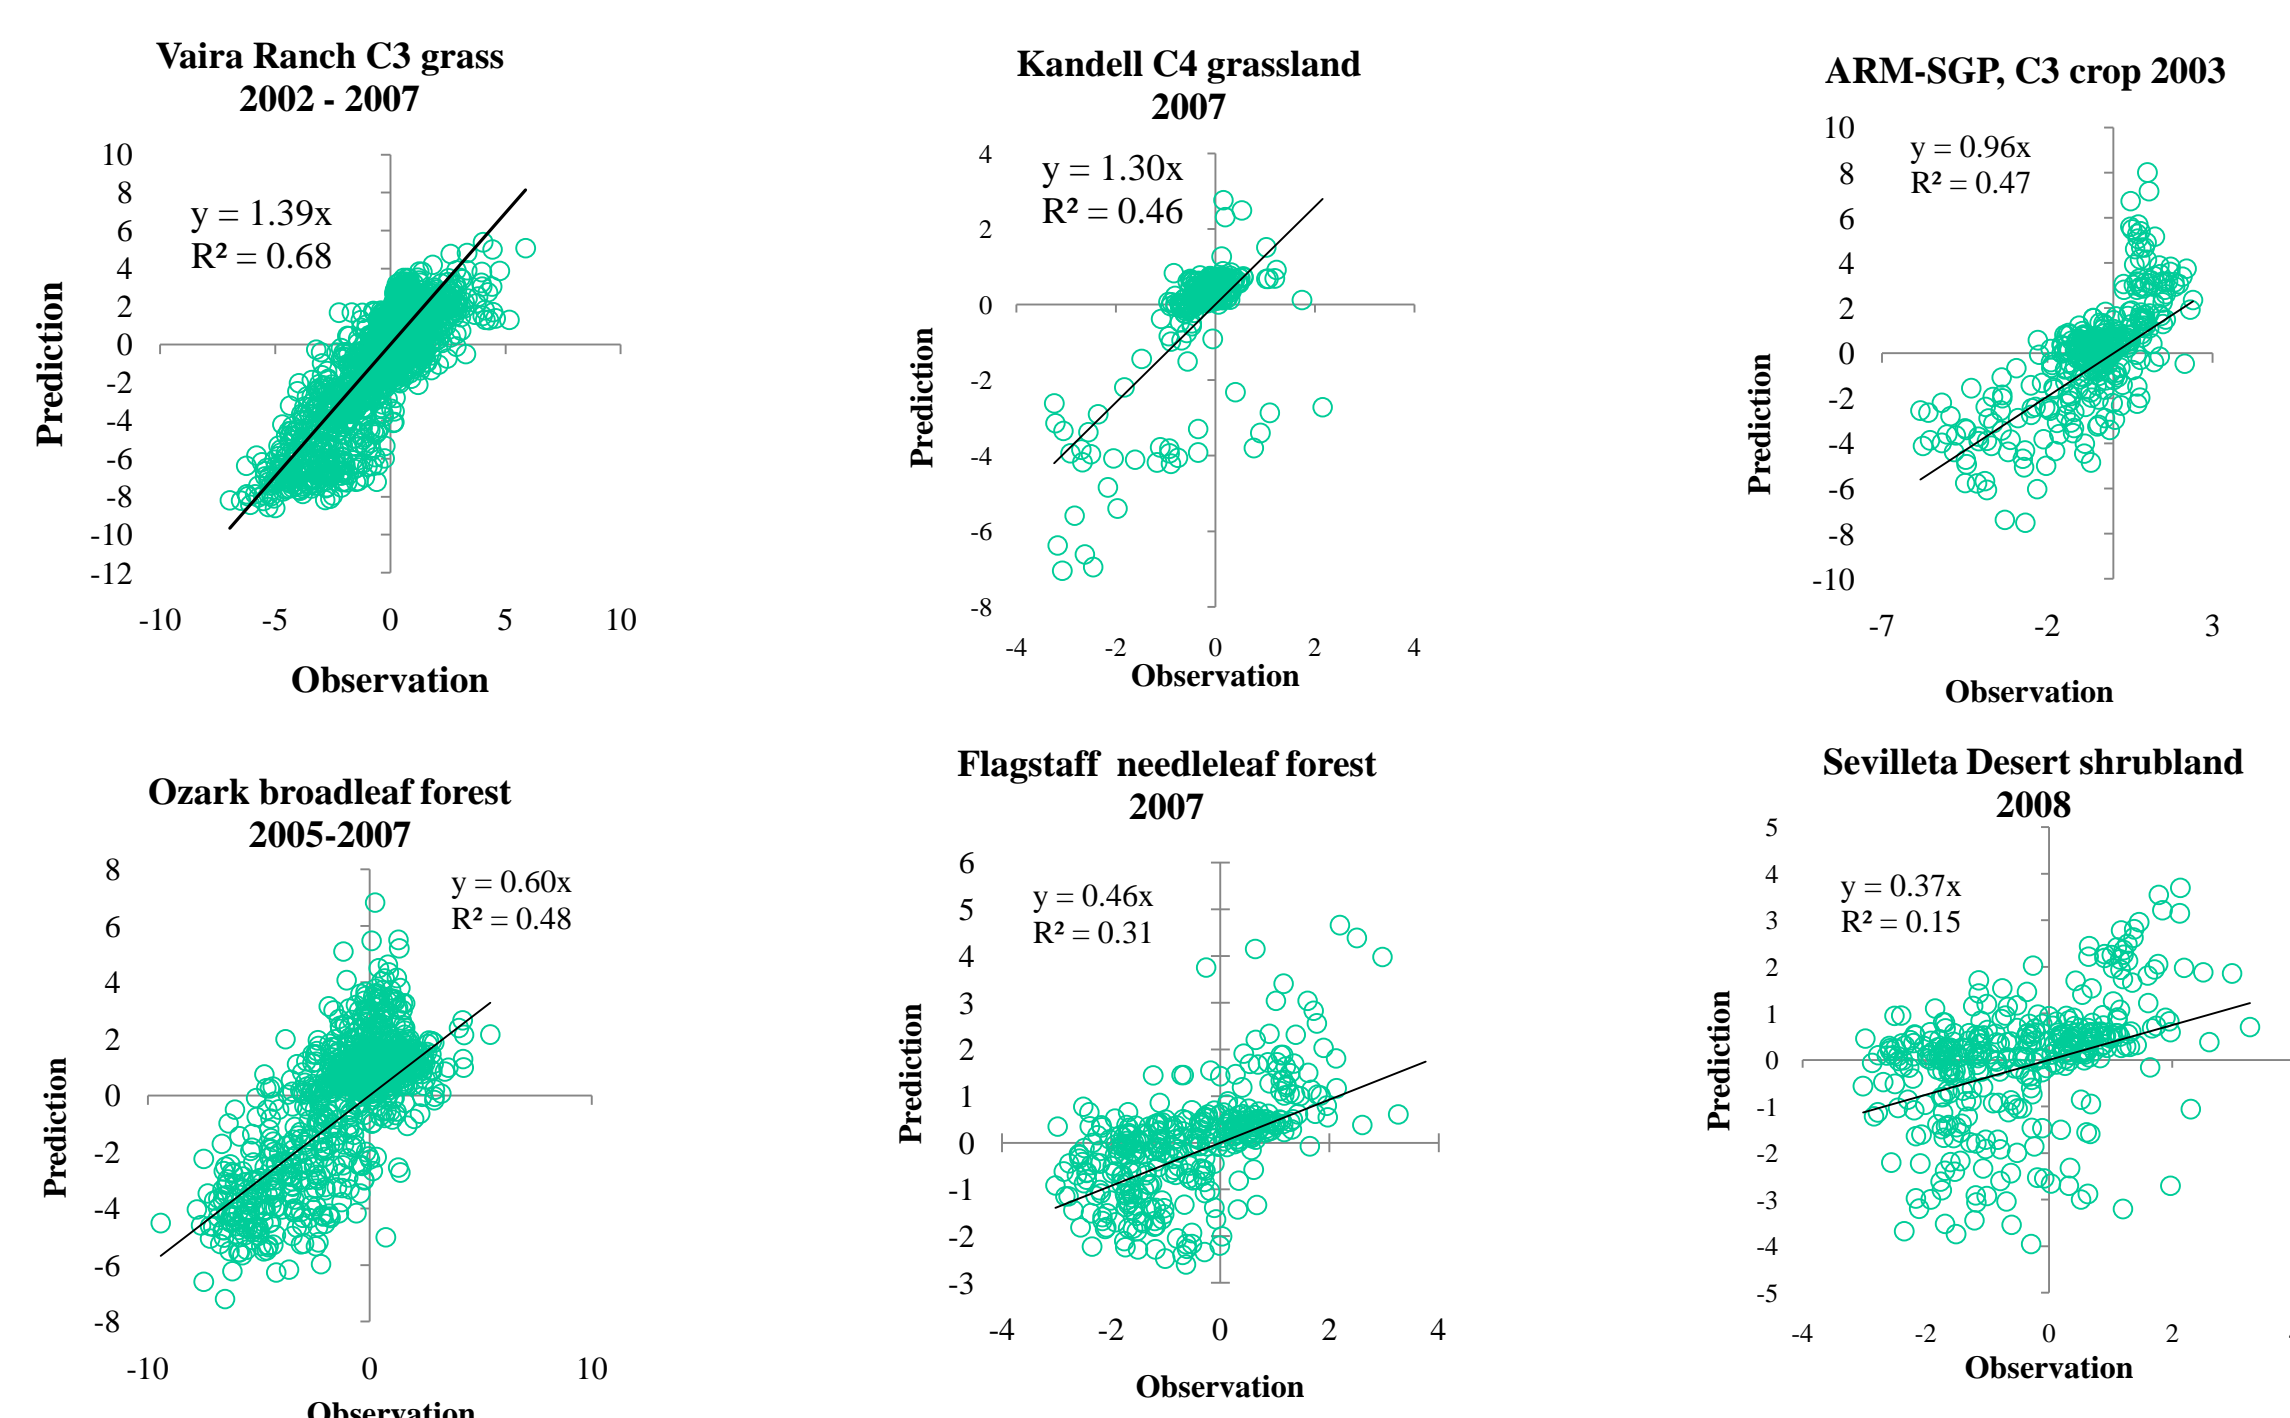 Vaira Ranch C3 grass
2002 - 2007
y = 1.39x
R² = 0.68
10
8
6
4
2
0
-2
-4
-6
-8
-10
-12
-10 -5 0 5 10
Prediction
Observation
Kandell C4 grassland
2007
y = 1.30x
R² = 0.46
4
2
0
-2
-4
-6
-8
-4 -2 0 2 4
Prediction
Observation
ARM-SGP, C3 crop 2003
y = 0.96x
R² = 0.47
10
8
6
4
2
0
-2
-4
-6
-8
-10
-7 -2 3
Prediction
Observation
Ozark broadleaf forest
2005-2007
y = 0.60x
R² = 0.48
8
6
4
2
0
-2
-4
-6
-8
-10 0 10
Prediction
Observation
Flagstaff needleleaf forest
2007
y = 0.46x
R² = 0.31
6
5
4
3
2
1
0
-1
-2
-3
-4 -2 0 2 4
Prediction
Observation
Sevilleta Desert shrubland
2008
y = 0.37x
R² = 0.15
5
4
3
2
1
0
-1
-2
-3
-4
-5
-4 -2 0 2
Prediction
Observation